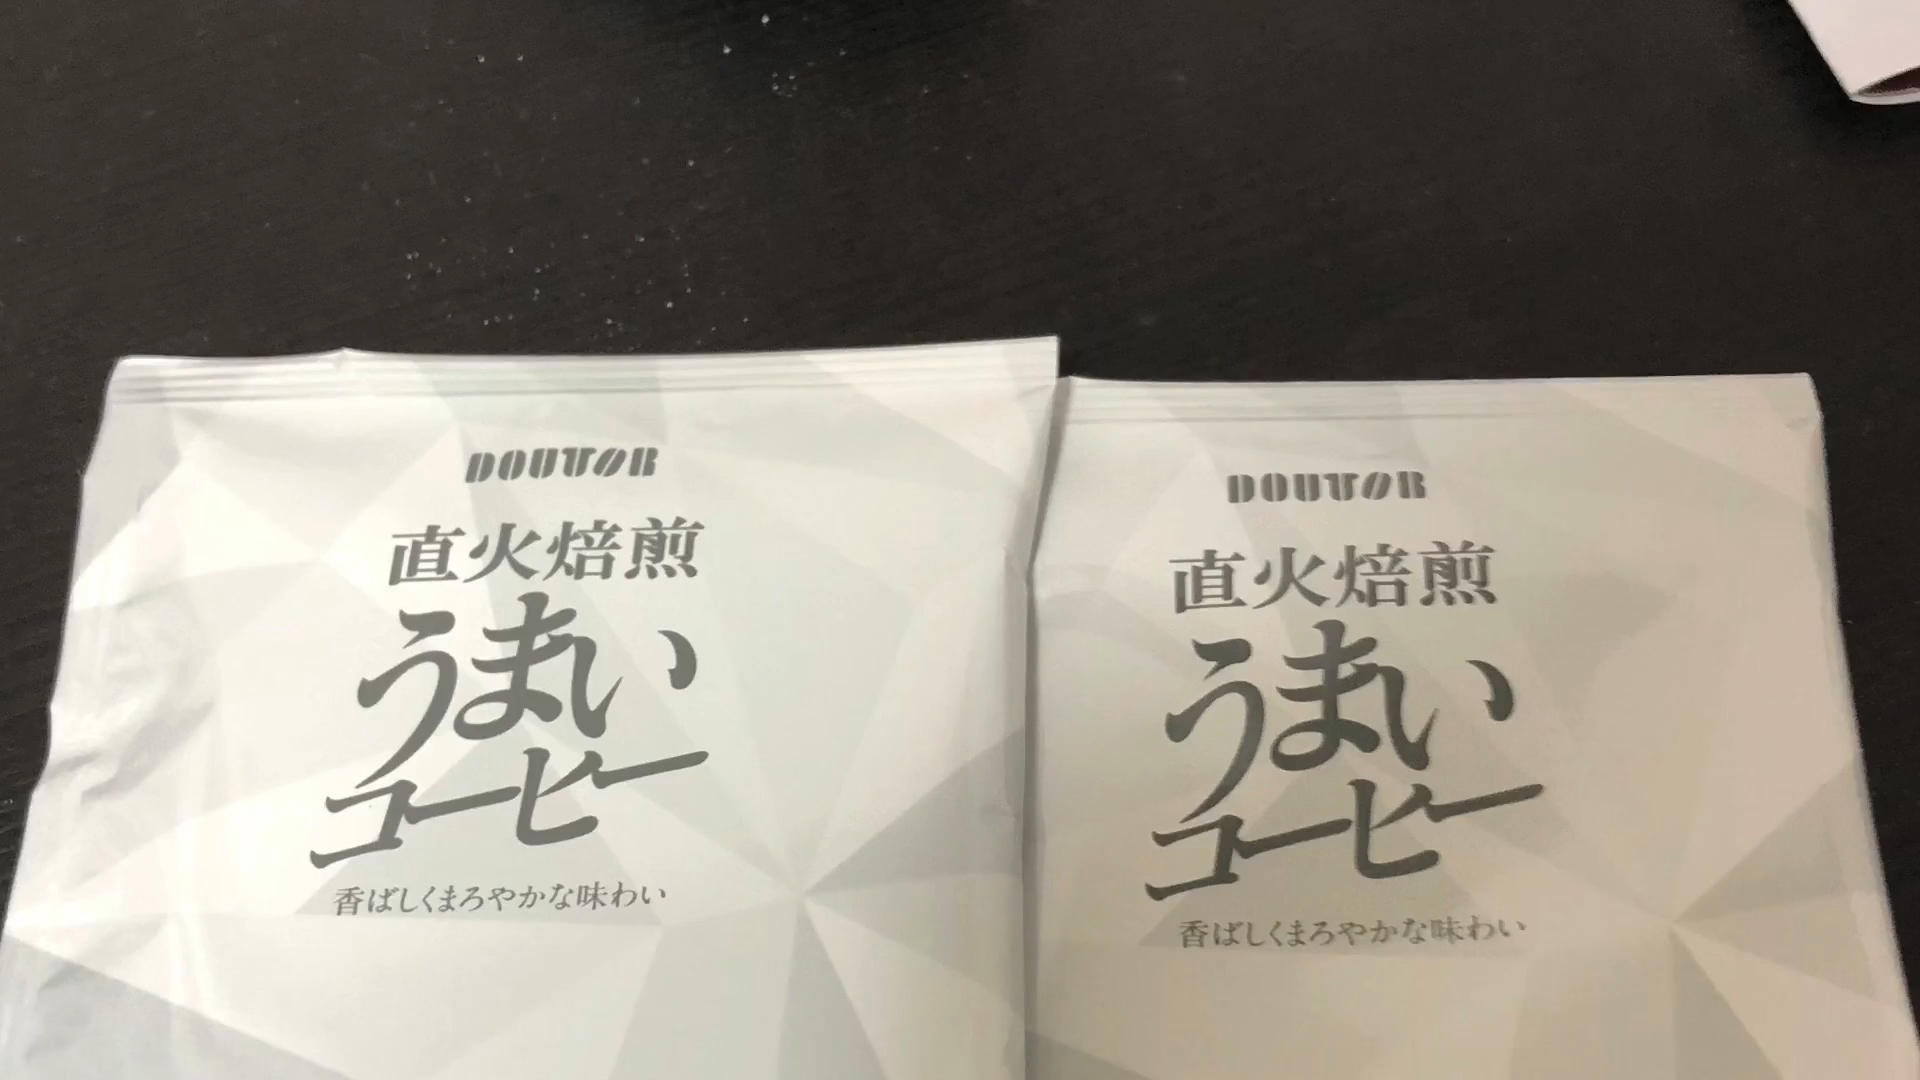 DOUTOR
直火焙煎
うまい
コーヒー
香ばしくまろやかな味わい
DOUTOR
直火焙煎
うまい
コーヒー
香ばしくまろやかな味わい